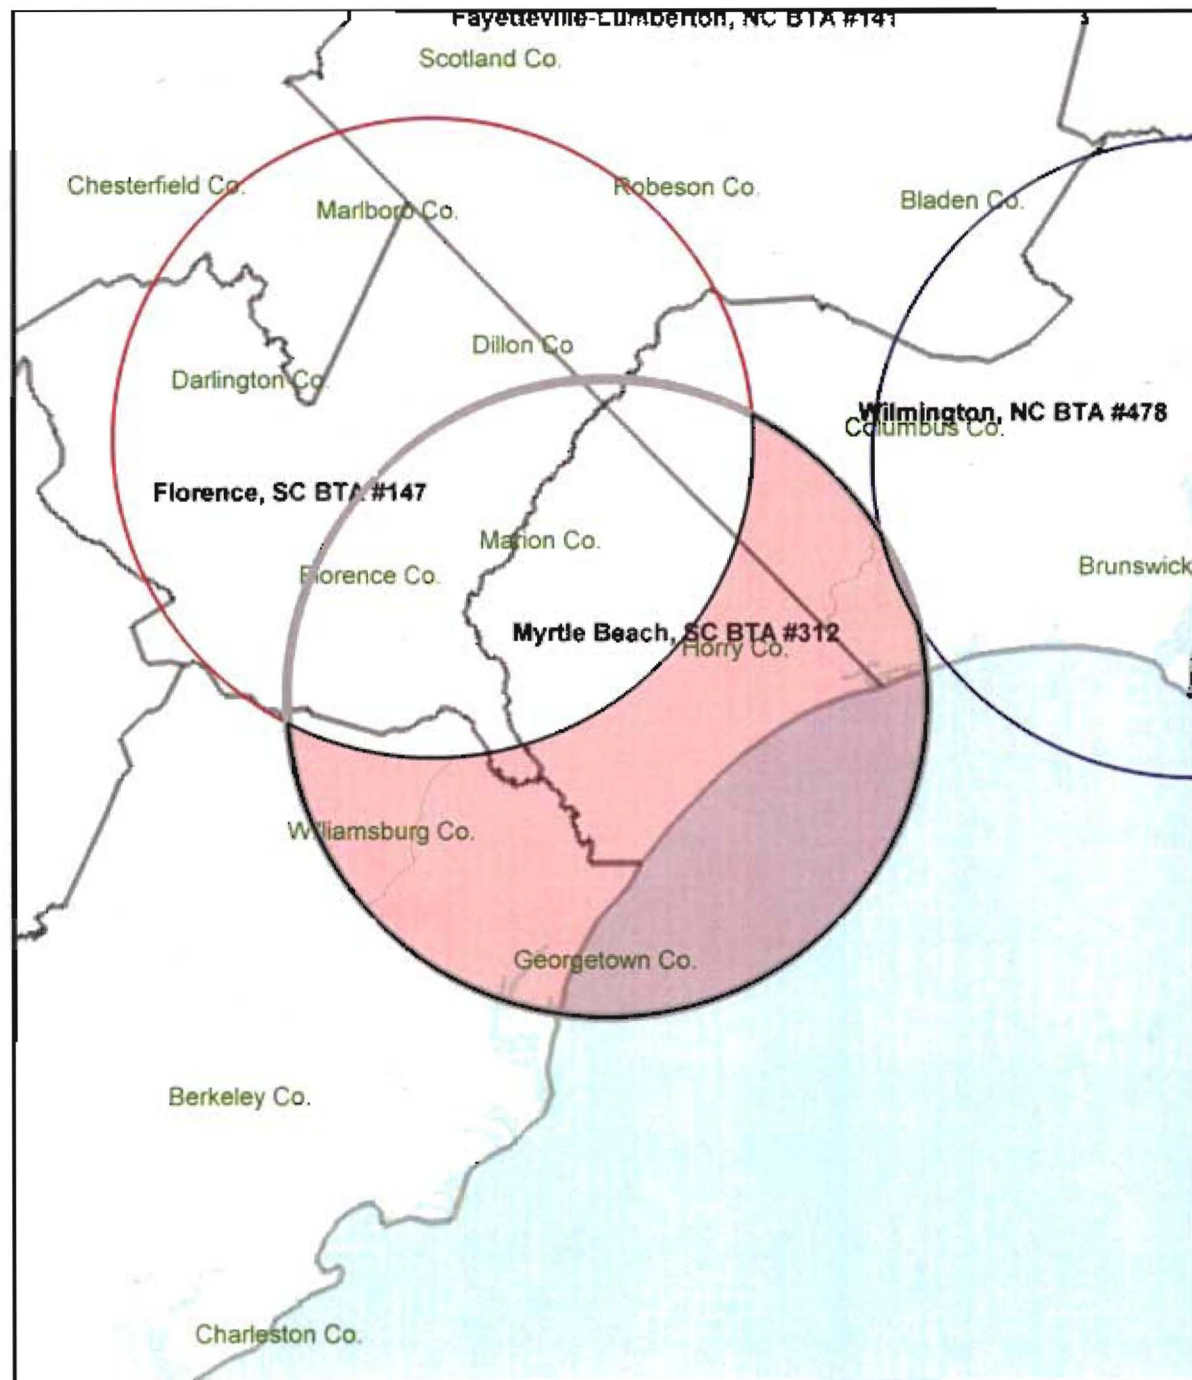 Fayetteville-Lumberton, NC BTA #141
Scotland Co.
Chesterfield Co.
Robeson Co.
Bladen Co.
Marlboro Co.
Dillon Co
Darlington Co.
Wilmington, NC BTA #478
Columbus Co.
Florence, SC BTA #147
Marion Co.
Brunswick
Florence Co.
Myrtle Beach, SC BTA #312
Horry Co.
Williamsburg Co.
Georgetown Co.
Berkeley Co.
Charleston Co.